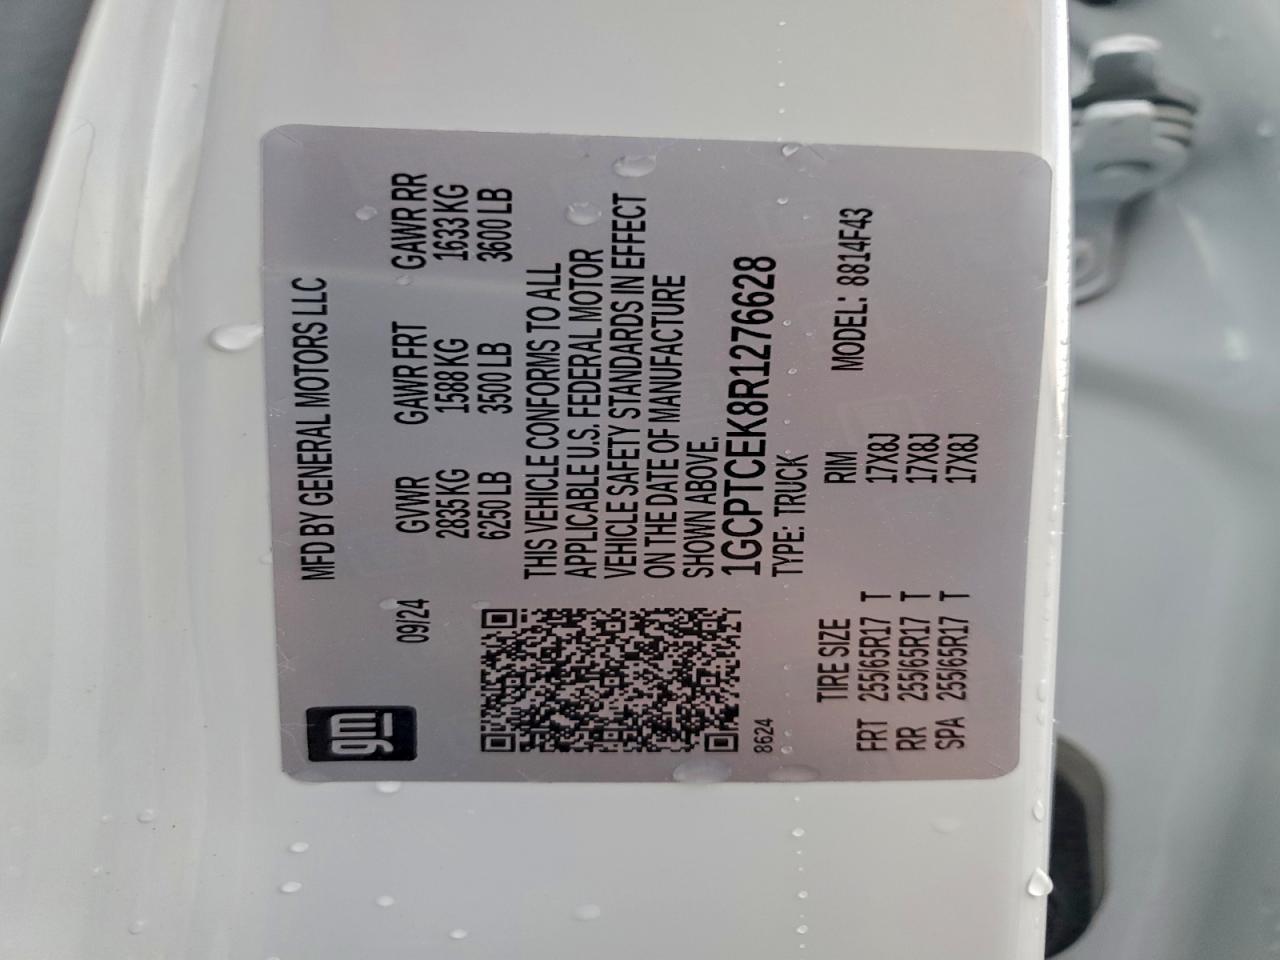 gm
MFD BY GENERAL MOTORS LLC
09/24 GVWR GAWR FRT GAWR RR
2835 KG 1588 KG 1633 KG
6250 LB 3500 LB 3600 LB
THIS VEHICLE CONFORMS TO ALL
APPLICABLE U.S. FEDERAL MOTOR
VEHICLE SAFETY STANDARDS IN EFFECT
ON THE DATE OF MANUFACTURE
SHOWN ABOVE.
1GCPTCEK8R1276628
8624 TYPE: TRUCK
TIRE SIZE RIM MODEL: 8814F43
FRT 255/65R17 T 17X8J
RR 255/65R17 T 17X8J
SPA 255/65R17 T 17X8J